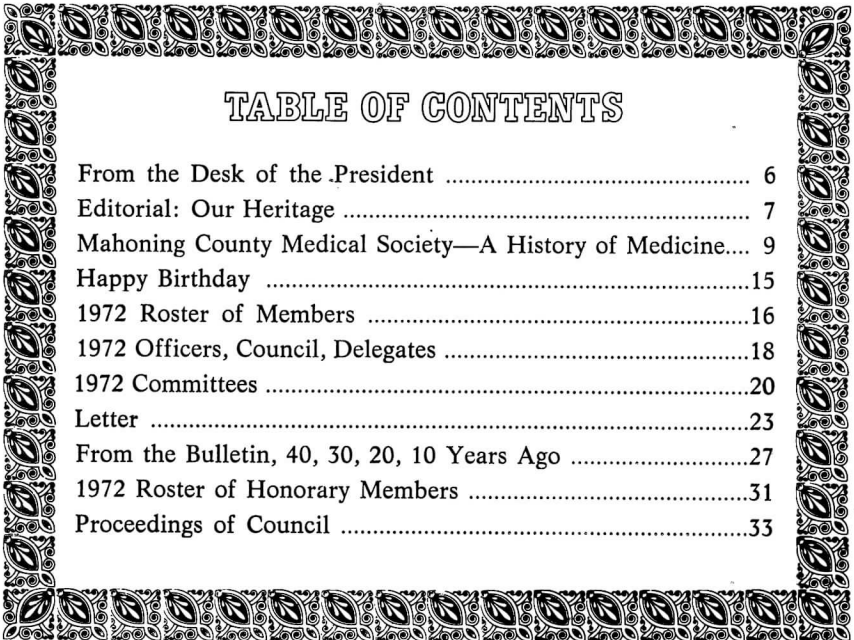 TABLE OF CONTENTS
From the Desk of the President ................................................ 6
Editorial: Our Heritage ................................................................ 7
Mahoning County Medical Society—A History of Medicine.... 9
Happy Birthday ............................................................................15
1972 Roster of Members ............................................................16
1972 Officers, Council, Delegates ................................................18
1972 Committees ............................................................................20
Letter ..............................................................................................23
From the Bulletin, 40, 30, 20, 10 Years Ago ............................27
1972 Roster of Honorary Members ............................................31
Proceedings of Council ................................................................33